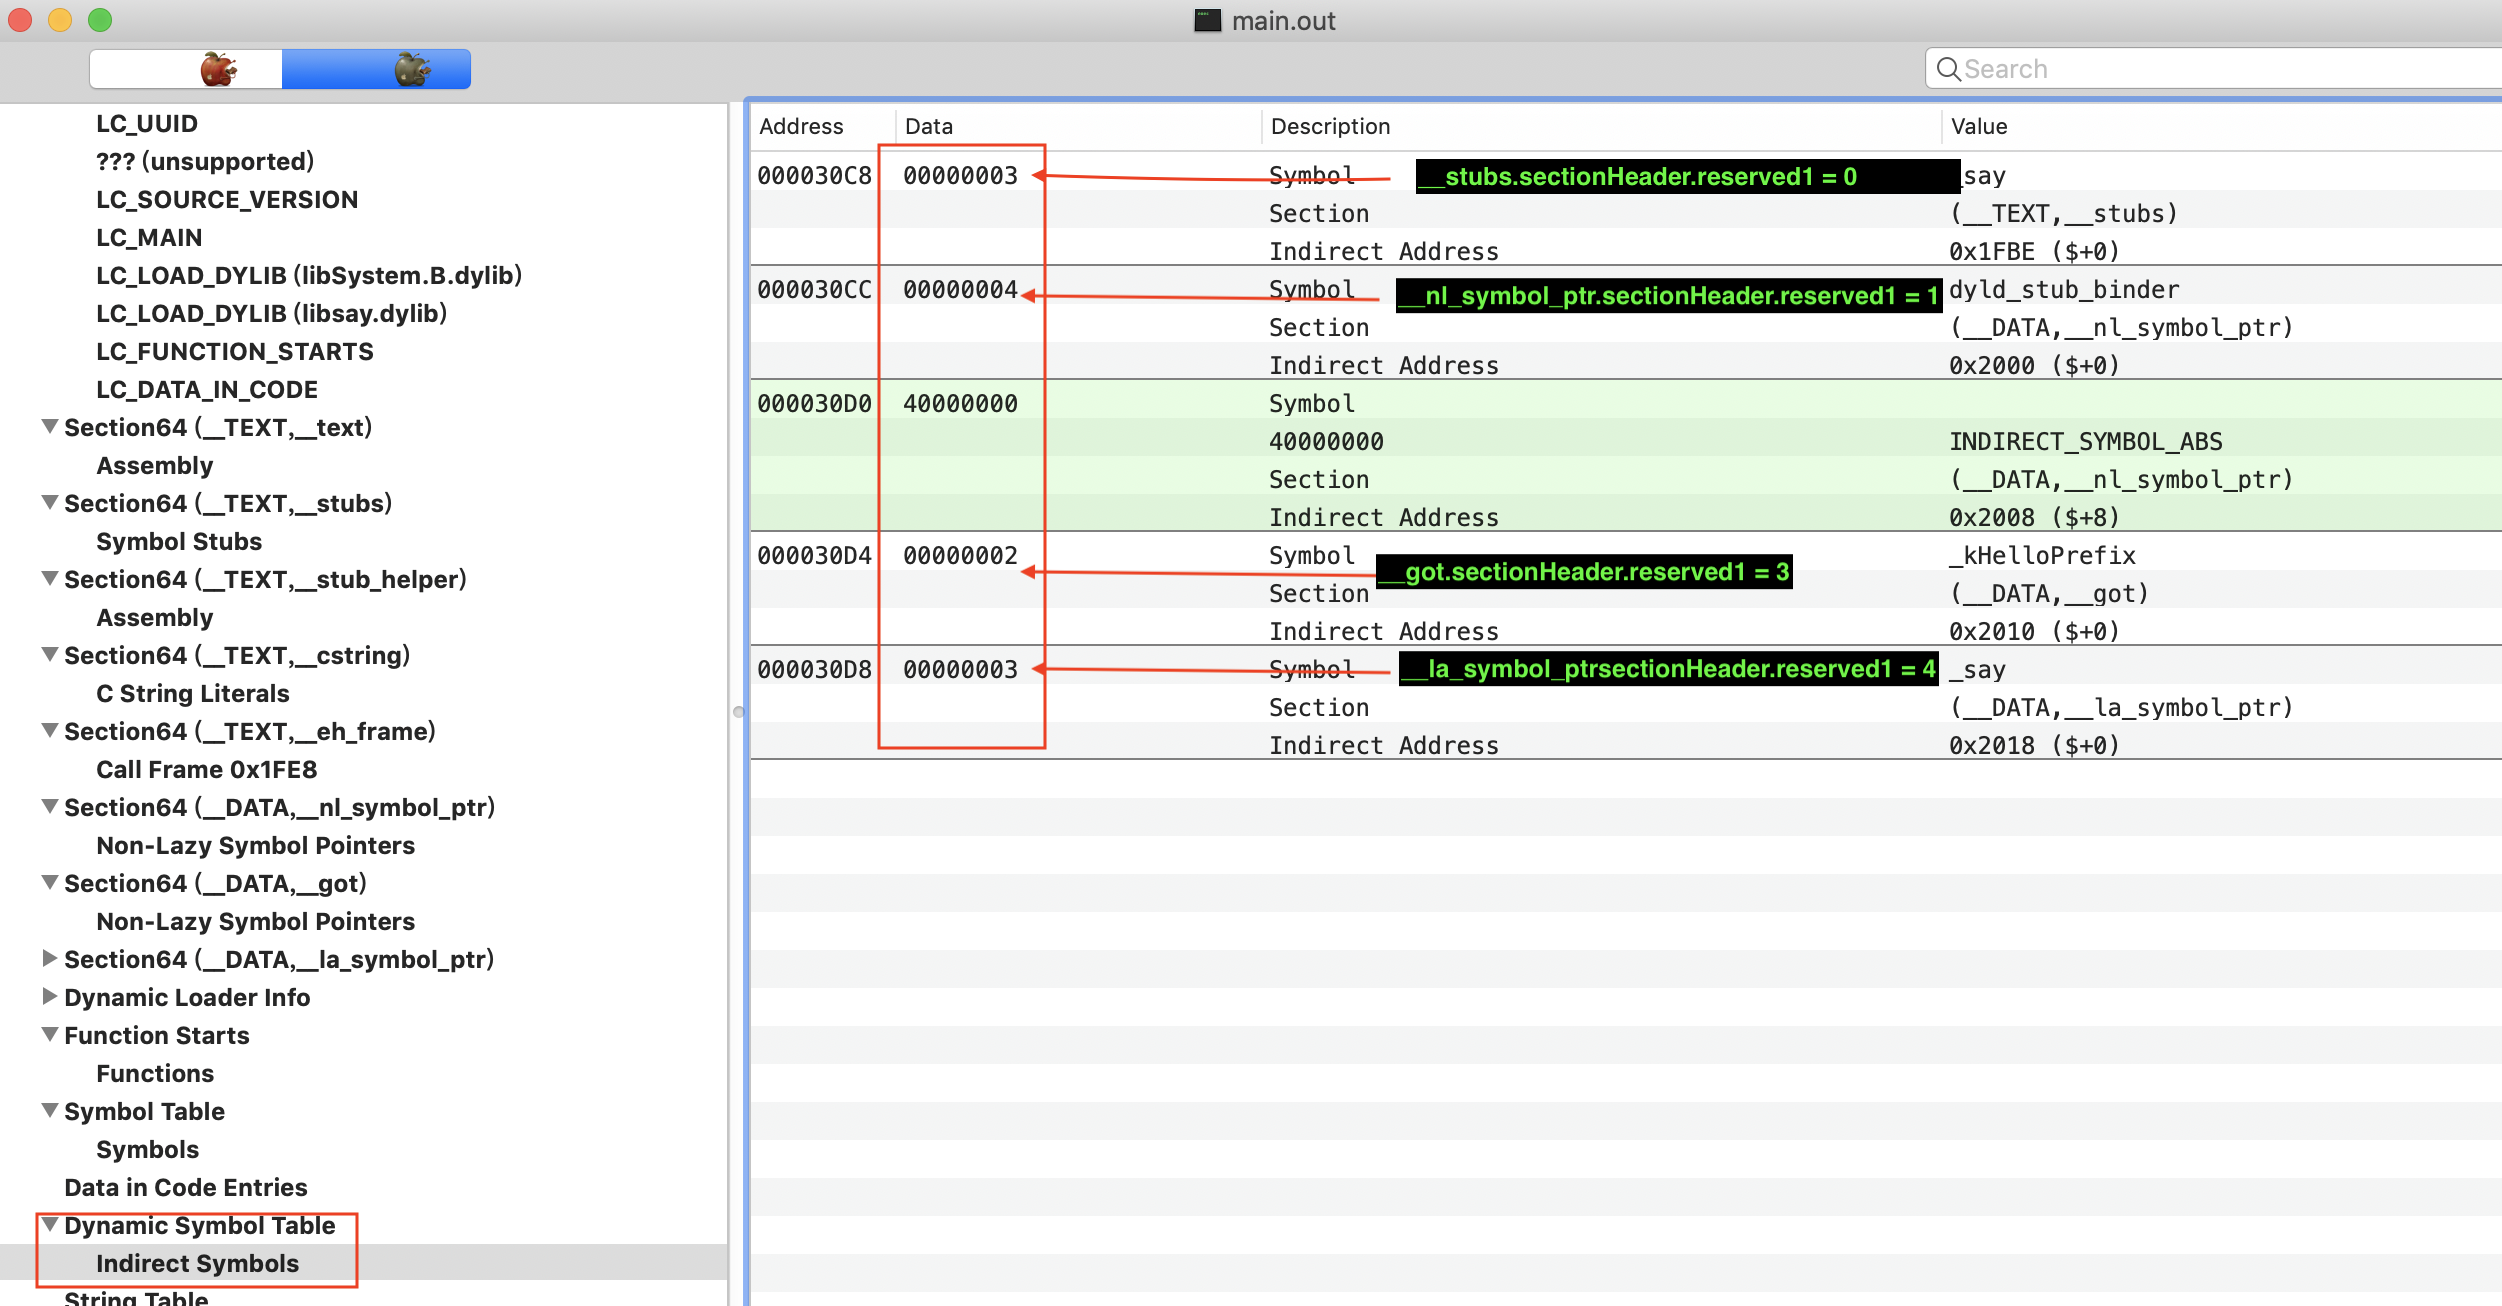 main.out
Search
LC_UUID
??? (unsupported)
LC_SOURCE_VERSION
LC_MAIN
LC_LOAD_DYLIB (libSystem.B.dylib)
LC_LOAD_DYLIB (libsay.dylib)
LC_FUNCTION_STARTS
LC_DATA_IN_CODE
Section64 (__TEXT,__text)
Assembly
Section64 (__TEXT,__stubs)
Symbol Stubs
Section64 (__TEXT,__stub_helper)
Assembly
Section64 (__TEXT,__cstring)
C String Literals
Section64 (__TEXT,__eh_frame)
Call Frame 0x1FE8
Section64 (__DATA,__nl_symbol_ptr)
Non-Lazy Symbol Pointers
Section64 (__DATA,__got)
Non-Lazy Symbol Pointers
Section64 (__DATA,__la_symbol_ptr)
Dynamic Loader Info
Function Starts
Functions
Symbol Table
Symbols
Data in Code Entries
Dynamic Symbol Table
Indirect Symbols
String Table
Address Data Description Value
000030C8 00000003 Symbol __stubs.sectionHeader.reserved1 = 0 _say
Section (__TEXT,__stubs)
Indirect Address 0x1FBE ($+0)
000030CC 00000004 Symbol __nl_symbol_ptr.sectionHeader.reserved1 = 1 dyld_stub_binder
Section (__DATA,__nl_symbol_ptr)
Indirect Address 0x2000 ($+0)
000030D0 40000000 Symbol
40000000 INDIRECT_SYMBOL_ABS
Section (__DATA,__nl_symbol_ptr)
Indirect Address 0x2008 ($+8)
000030D4 00000002 Symbol __got.sectionHeader.reserved1 = 3 _kHelloPrefix
Section (__DATA,__got)
Indirect Address 0x2010 ($+0)
000030D8 00000003 Symbol __la_symbol_ptrsectionHeader.reserved1 = 4 _say
Section (__DATA,__la_symbol_ptr)
Indirect Address 0x2018 ($+0)